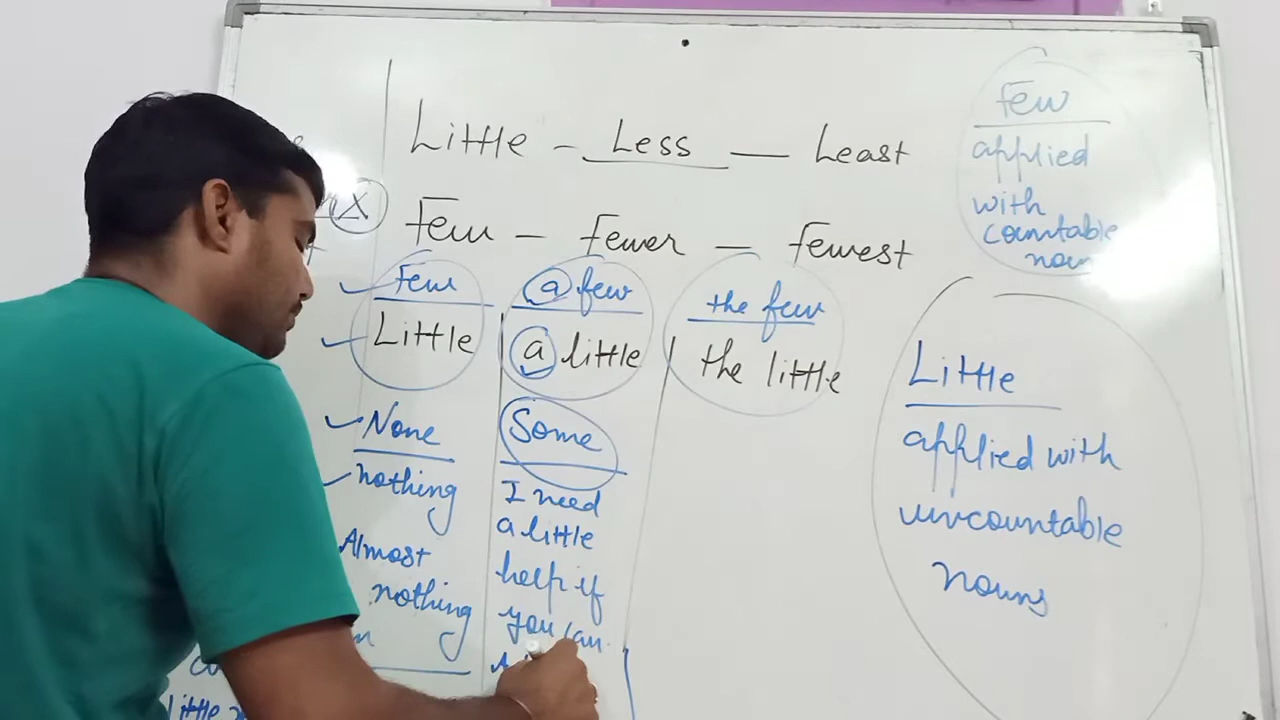 Little - Less - Least
Few - Fewer - Fewest
Few
Little
None
nothing
Almost
nothing
a few
a little
Some
I need
a little
help if
you can.
the few
the little
Few
applied
with
countable
noun
Little
applied with
uncountable
nouns
Little